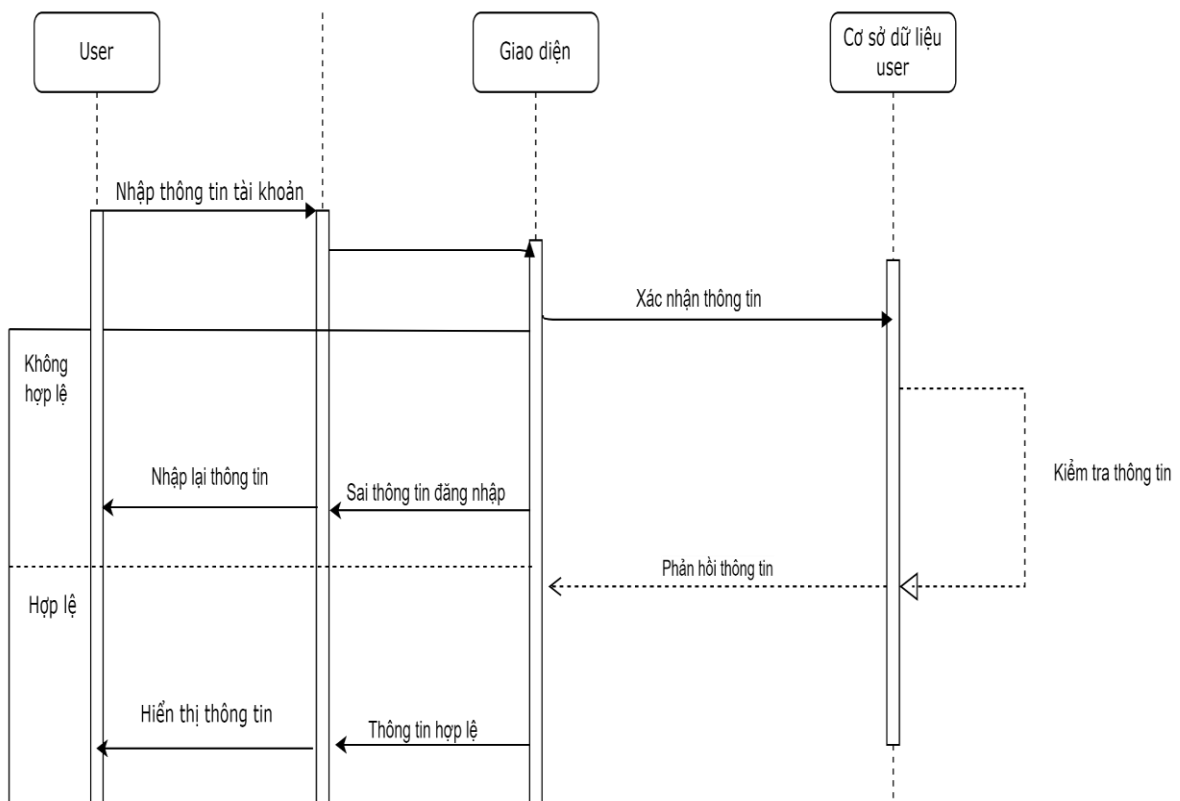 User
Giao diện
Cơ sở dữ liệu
user
Nhập thông tin tài khoản
Xác nhận thông tin
Không
hợp lệ
Nhập lại thông tin
Sai thông tin đăng nhập
Kiểm tra thông tin
Phản hồi thông tin
Hợp lệ
Hiển thị thông tin
Thông tin hợp lệ